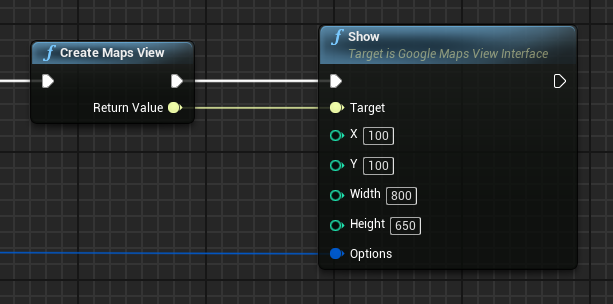 Create Maps View
Return Value
Show
Target is Google Maps View Interface
Target
X 100
Y 100
Width 800
Height 650
Options